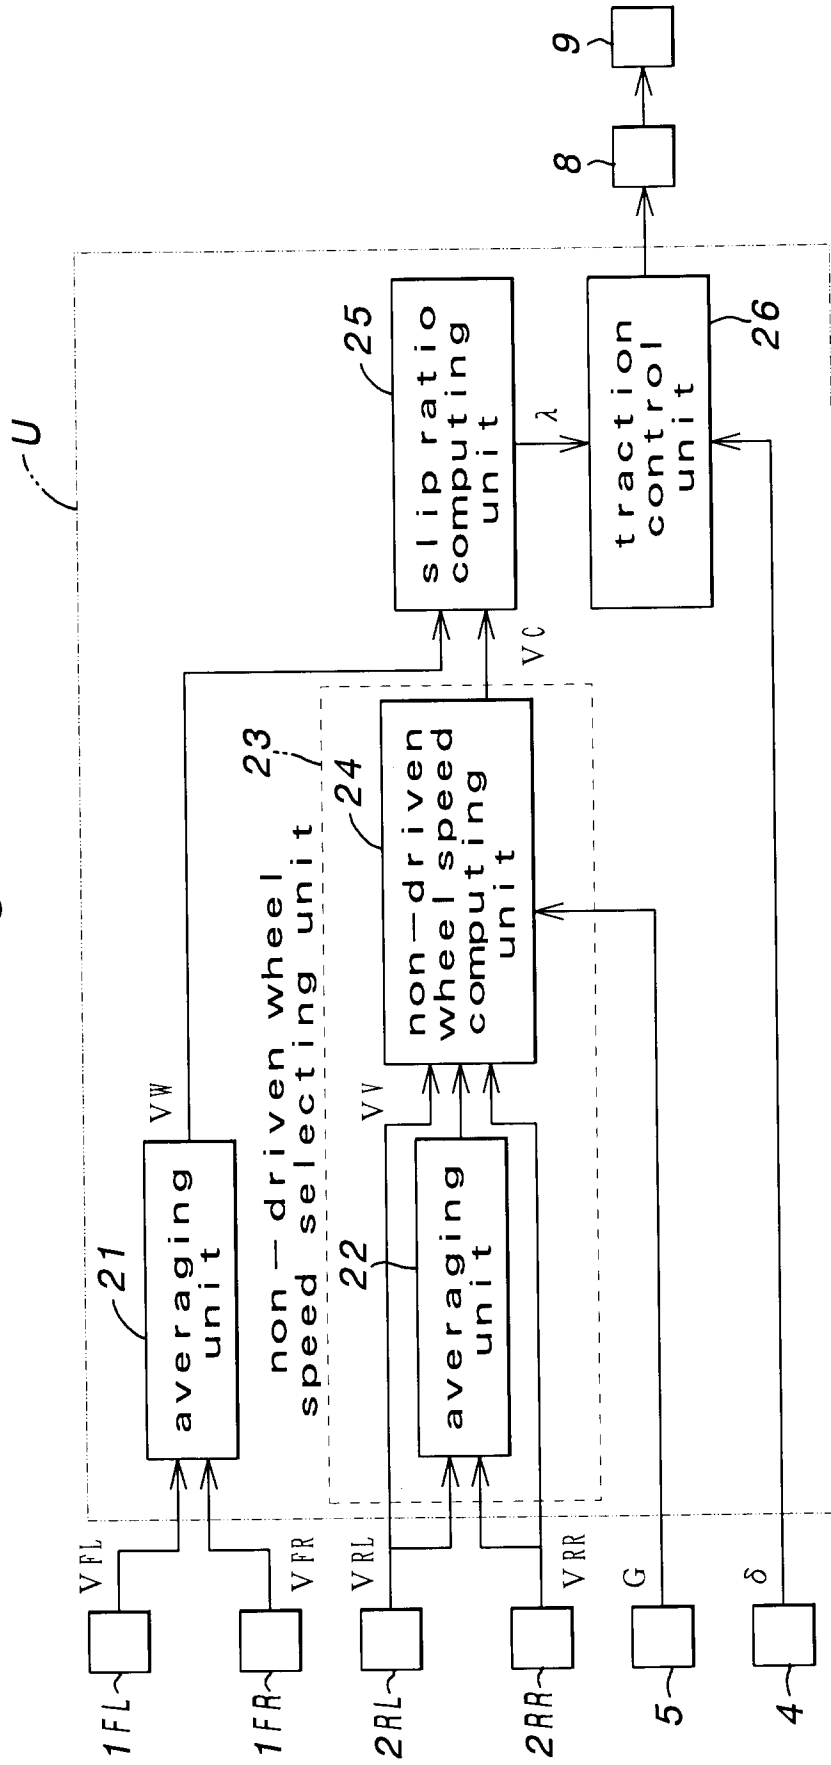 U
21
averaging
unit
VFL
1FL
VFR
1FR
VW
non-driven wheel
speed selecting unit
23
VRL
2RL
22
averaging
unit
VRR
2RR
VV
24
non-driven
wheel speed
computing
unit
VC
25
slip ratio
computing
unit
λ
traction
control
unit
26
G
5
δ
4
8
9